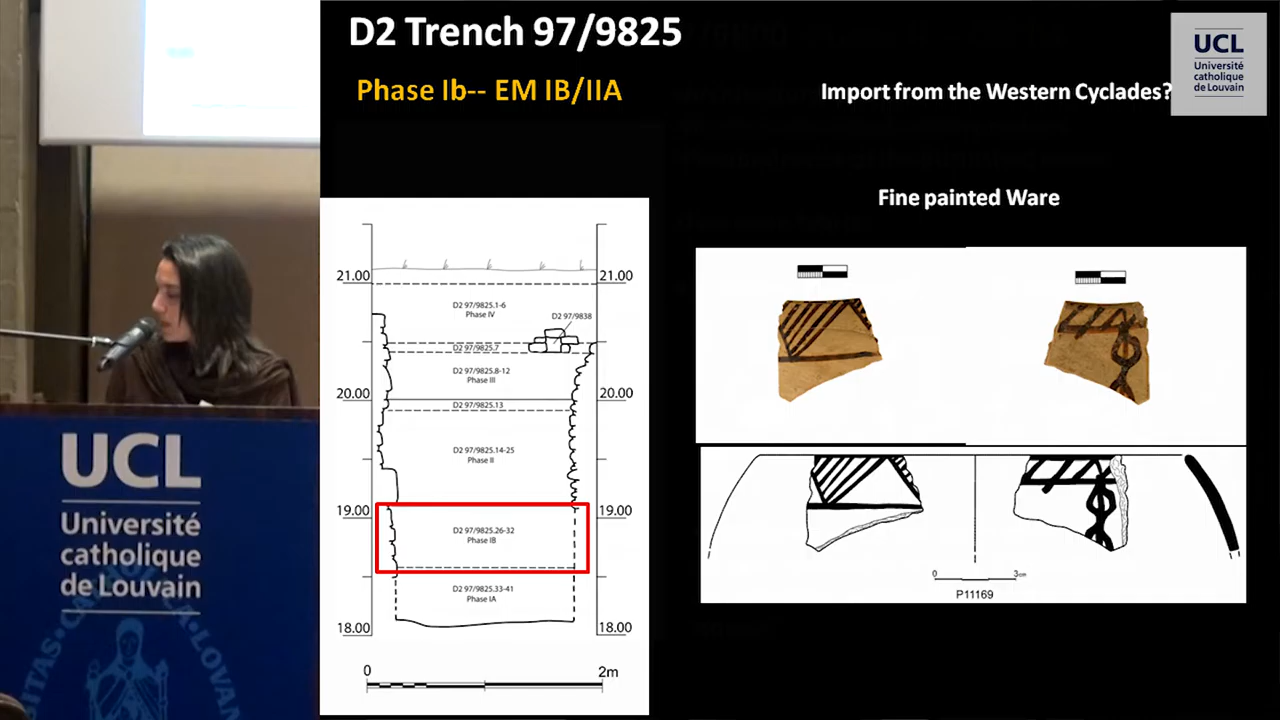 D2 Trench 97/9825
Phase Ib-- EM IB/IIA
Import from the Western Cyclades?
UCL
Université
catholique
de Louvain
Fine painted Ware
21.00
21.00
D2 97/9825.1-6
Phase IV
D2 97/9838
D2 97/9825.7
D2 97/9825.8-12
Phase III
20.00
20.00
D2 97/9825.13
D2 97/9825.14-25
Phase II
19.00
19.00
D2 97/9825.26-32
Phase IB
D2 97/9825.33-41
Phase IA
18.00
18.00
0
2m
0
3cm
P11169
UCL
Université
catholique
de Louvain